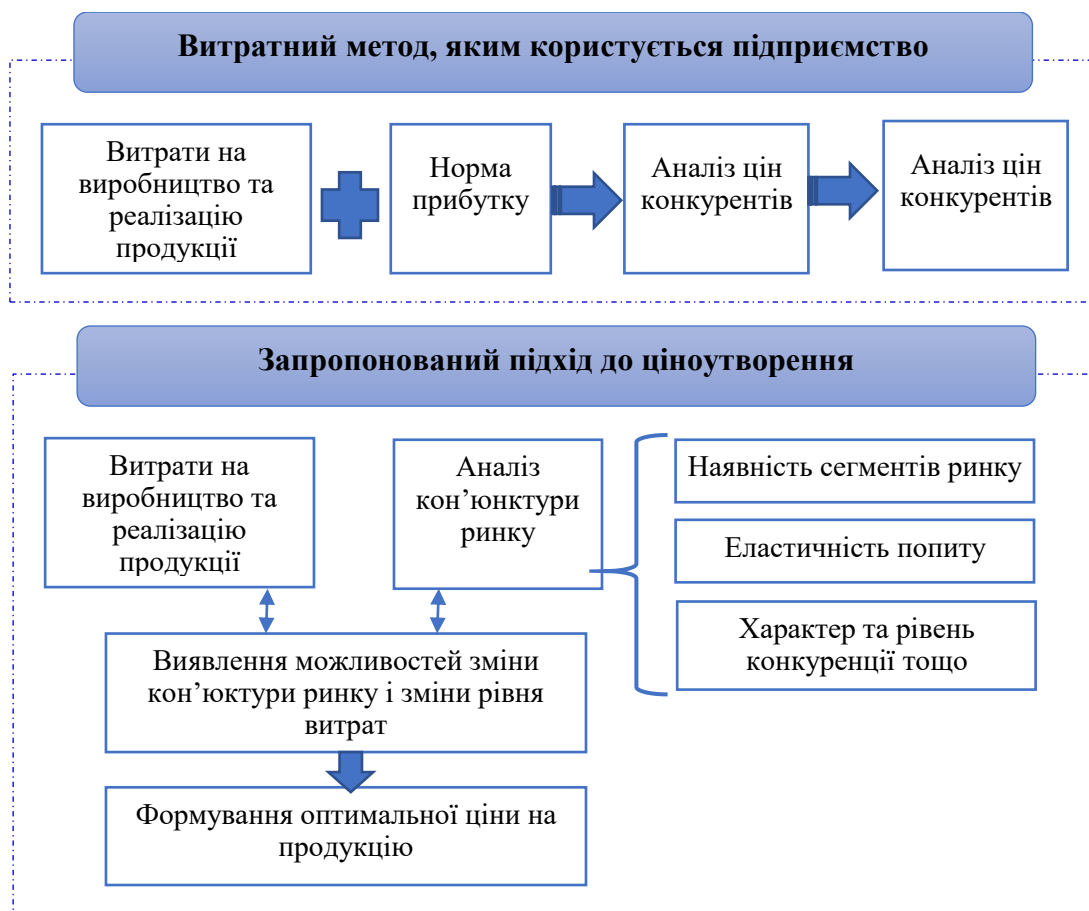 Витратний метод, яким користується підприємство
Витрати на
виробництво та
реалізацію
продукції
Норма
прибутку
Аналіз цін
конкурентів
Аналіз цін
конкурентів
Запропонований підхід до ціноутворення
Витрати на
виробництво та
реалізацію
продукції
Аналіз
кон’юнктури
ринку
Наявність сегментів ринку
Еластичність попиту
Характер та рівень
конкуренції тощо
Виявлення можливостей зміни
кон’юктури ринку і зміни рівня
витрат
Формування оптимальної ціни на
продукцію